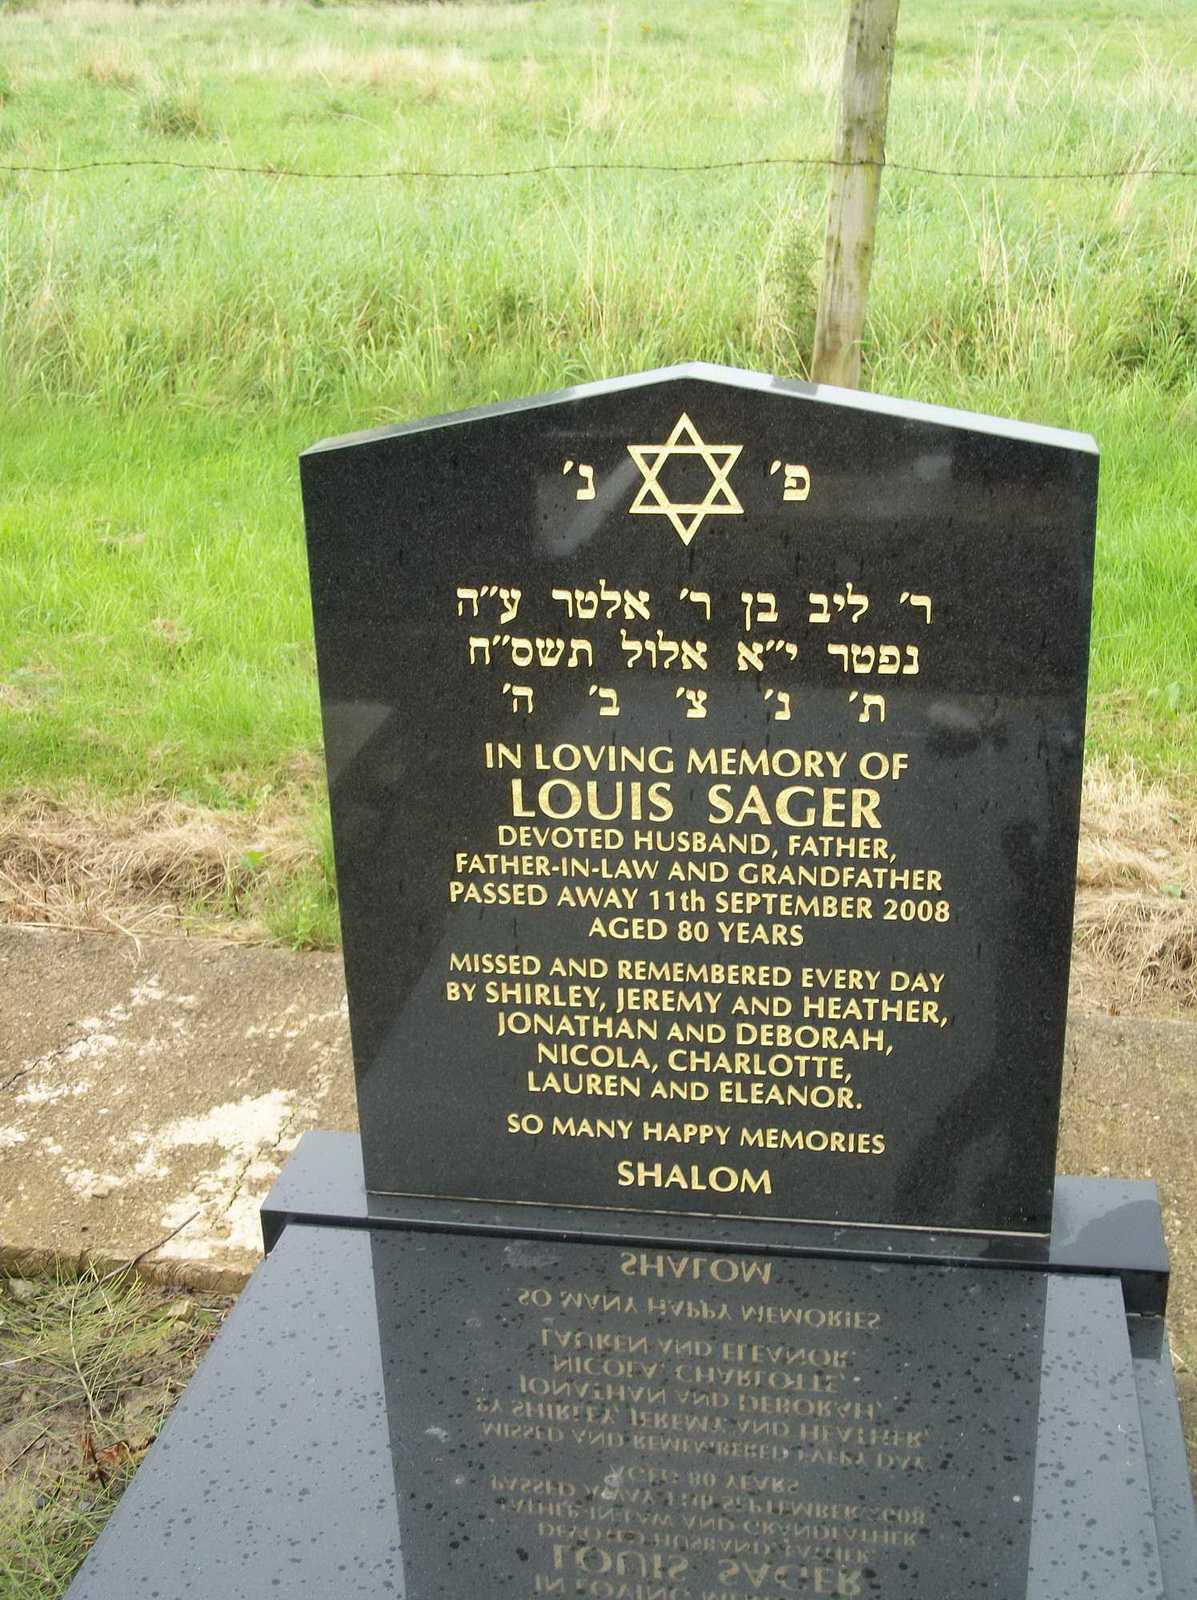 פ׳ נ׳
ר׳ ליב בן ר׳ אלטר ע״ה
נפטר י״א אלול תשס״ח
ת׳ נ׳ צ׳ ב׳ ה׳
IN LOVING MEMORY OF
LOUIS SAGER
DEVOTED HUSBAND, FATHER,
FATHER-IN-LAW AND GRANDFATHER
PASSED AWAY 11th SEPTEMBER 2008
AGED 80 YEARS
MISSED AND REMEMBERED EVERY DAY
BY SHIRLEY, JEREMY AND HEATHER,
JONATHAN AND DEBORAH,
NICOLA, CHARLOTTE,
LAUREN AND ELEANOR.
SO MANY HAPPY MEMORIES
SHALOM